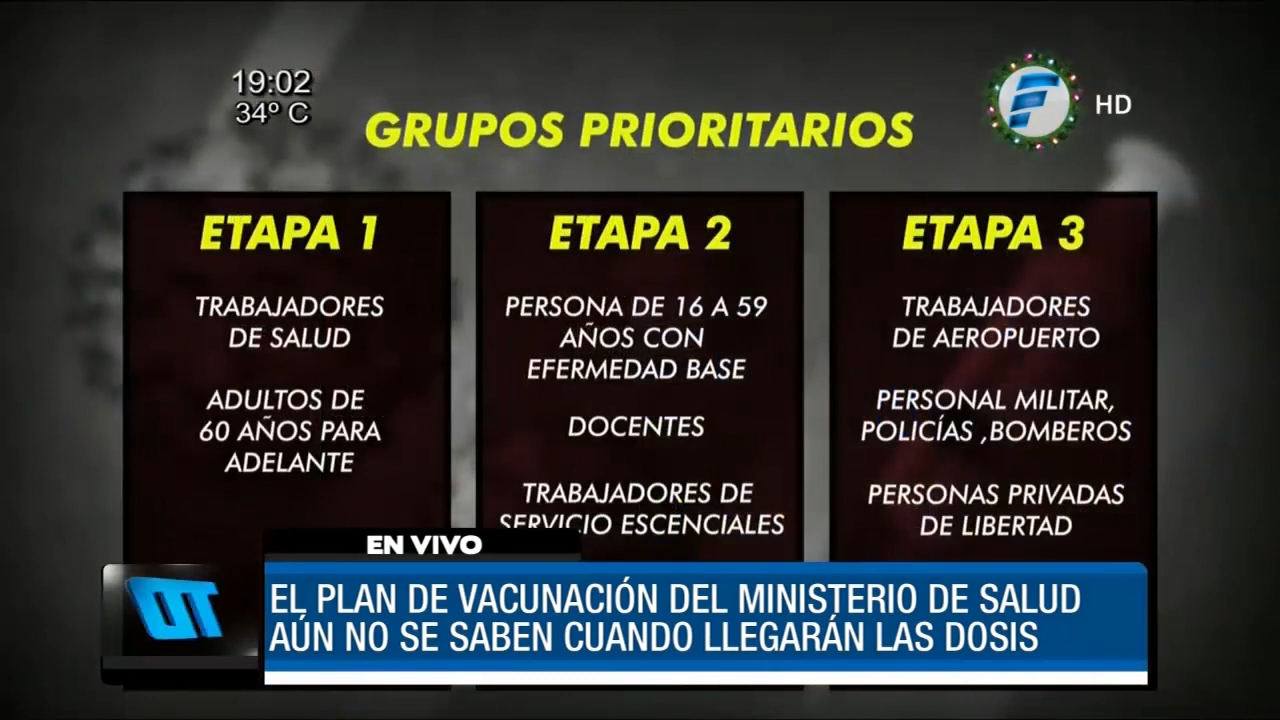 19:02
34º C
HD
GRUPOS PRIORITARIOS
ETAPA 1
TRABAJADORES
DE SALUD
ADULTOS DE
60 AÑOS PARA
ADELANTE
ETAPA 2
PERSONA DE 16 A 59
AÑOS CON
EFERMEDAD BASE
DOCENTES
TRABAJADORES DE
SERVICIO ESCENCIALES
ETAPA 3
TRABAJADORES
DE AEROPUERTO
PERSONAL MILITAR,
POLICÍAS ,BOMBEROS
PERSONAS PRIVADAS
DE LIBERTAD
EN VIVO
EL PLAN DE VACUNACIÓN DEL MINISTERIO DE SALUD
AÚN NO SE SABEN CUANDO LLEGARÁN LAS DOSIS